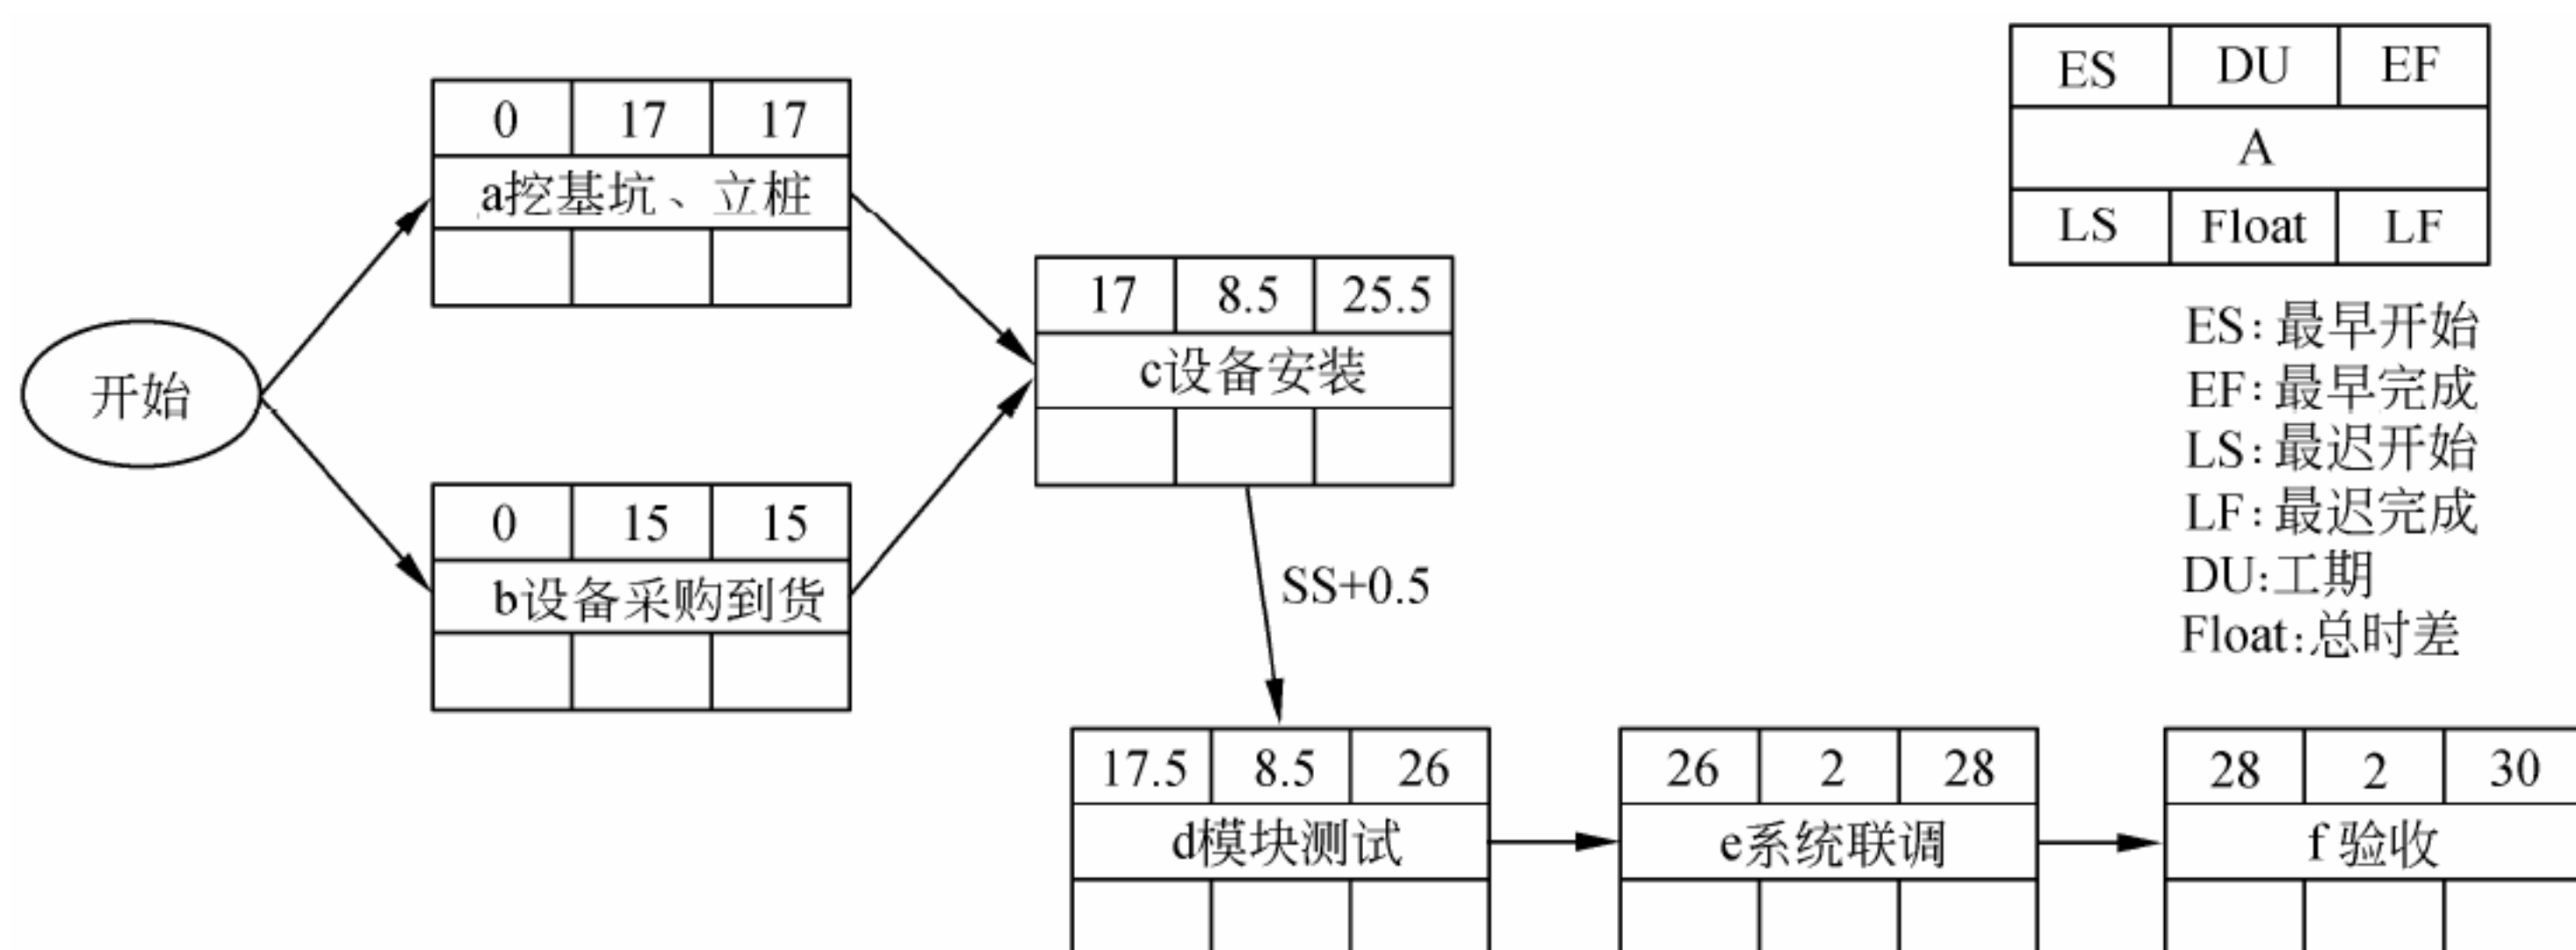 0 17 17
a挖基坑、立桩
开始
0 15 15
b设备采购到货
17 8.5 25.5
c设备安装
SS+0.5
17.5 8.5 26
d模块测试
26 2 28
e系统联调
28 2 30
f 验收
ES DU EF
A
LS Float LF
ES:最早开始
EF:最早完成
LS:最迟开始
LF:最迟完成
DU:工期
Float:总时差